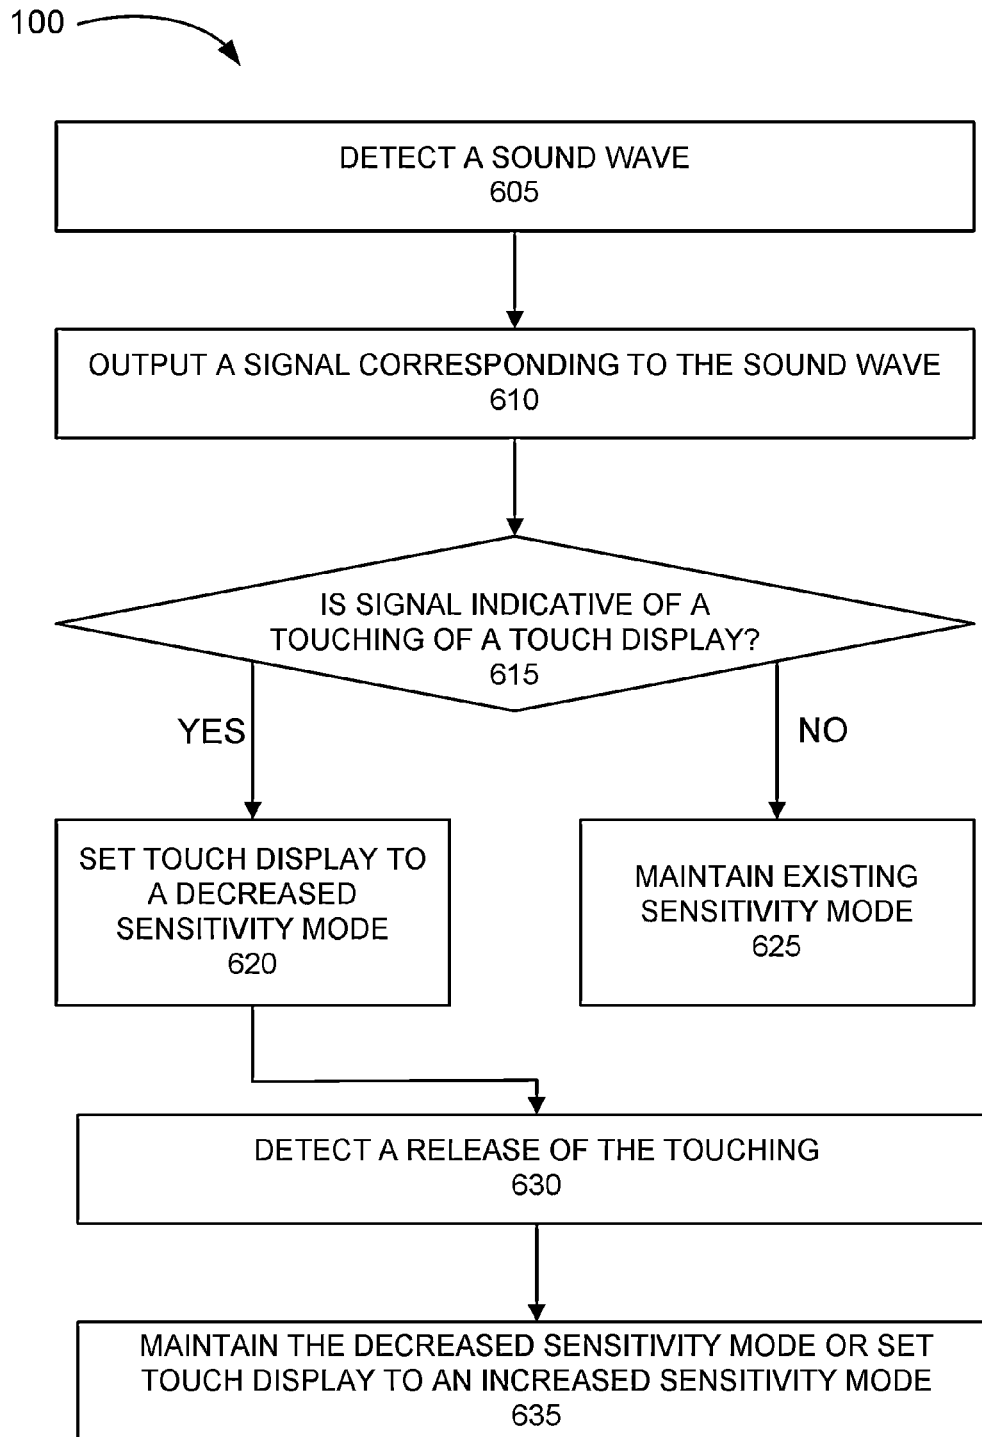 100
DETECT A SOUND WAVE
605
OUTPUT A SIGNAL CORRESPONDING TO THE SOUND WAVE
610
IS SIGNAL INDICATIVE OF A
TOUCHING OF A TOUCH DISPLAY?
615
YES
NO
SET TOUCH DISPLAY TO
A DECREASED
SENSITIVITY MODE
620
MAINTAIN EXISTING
SENSITIVITY MODE
625
DETECT A RELEASE OF THE TOUCHING
630
MAINTAIN THE DECREASED SENSITIVITY MODE OR SET
TOUCH DISPLAY TO AN INCREASED SENSITIVITY MODE
635